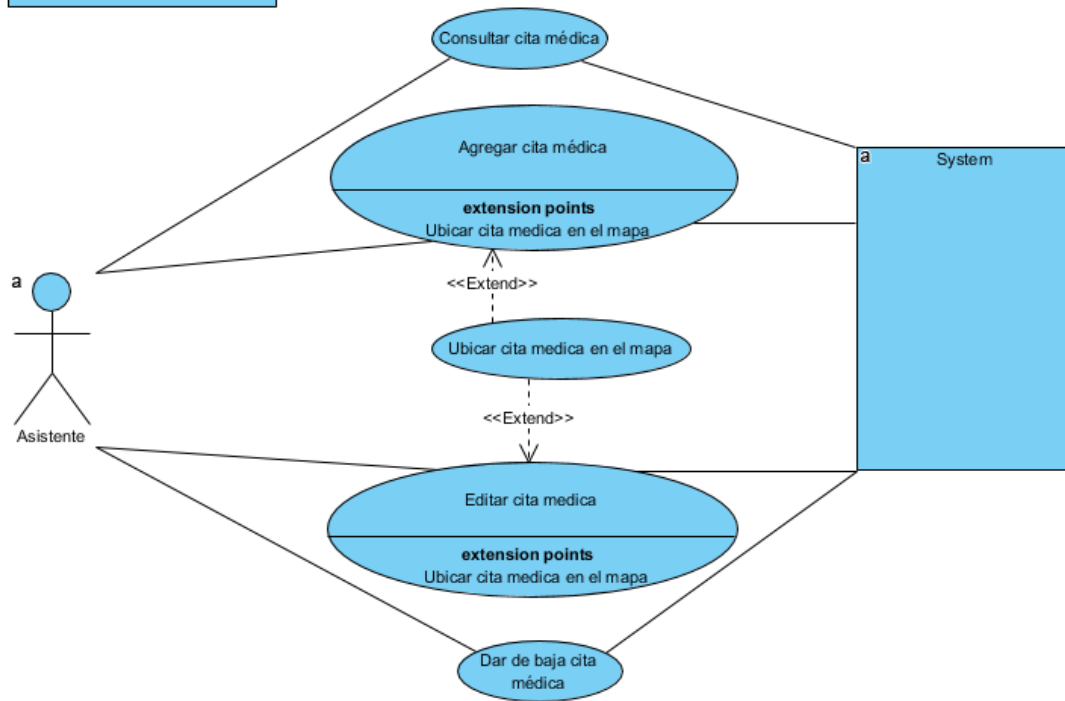 Consultar cita médica
Agregar cita médica
extension points
Ubicar cita medica en el mapa
a
System
<<Extend>>
a
Ubicar cita medica en el mapa
<<Extend>>
Asistente
Editar cita medica
extension points
Ubicar cita medica en el mapa
Dar de baja cita
médica